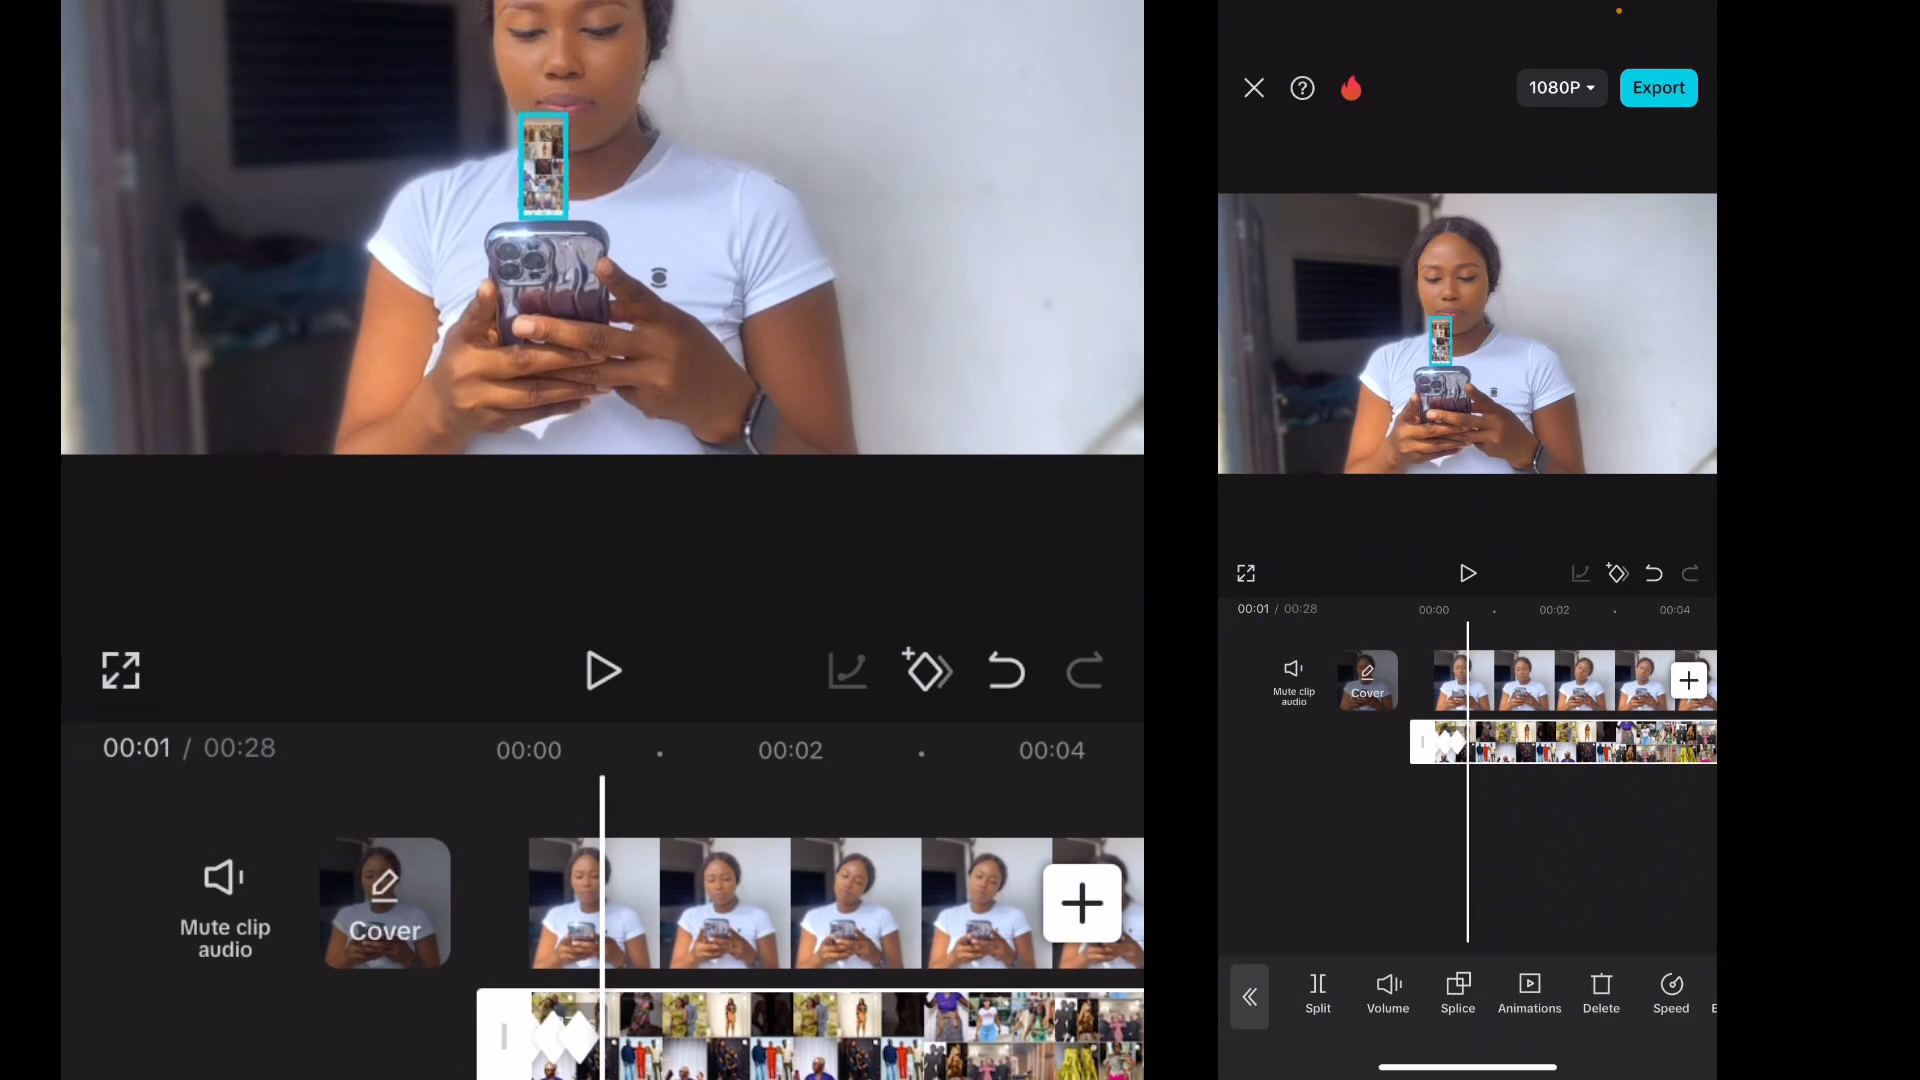 00:01 / 00:28
00:00
00:02
00:04
Mute clip
audio
Cover
1080P
Export
00:01 / 00:28
00:00
00:02
00:04
Mute clip
audio
Cover
Split
Volume
Splice
Animations
Delete
Speed